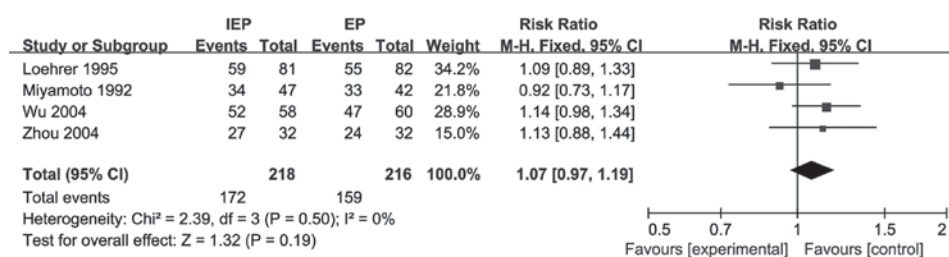 IEP EP Risk Ratio Risk Ratio
Study or Subgroup Events Total Events Total Weight M-H, Fixed, 95% CI M-H, Fixed, 95% CI
Loehrer 1995 59 81 55 82 34.2% 1.09 [0.89, 1.33]
Miyamoto 1992 34 47 33 42 21.8% 0.92 [0.73, 1.17]
Wu 2004 52 58 47 60 28.9% 1.14 [0.98, 1.34]
Zhou 2004 27 32 24 32 15.0% 1.13 [0.88, 1.44]
Total (95% CI) 218 216 100.0% 1.07 [0.97, 1.19]
Total events 172 159
Heterogeneity: Chi² = 2.39, df = 3 (P = 0.50); I² = 0%
Test for overall effect: Z = 1.32 (P = 0.19)
0.5 0.7 1 1.5 2
Favours [experimental] Favours [control]